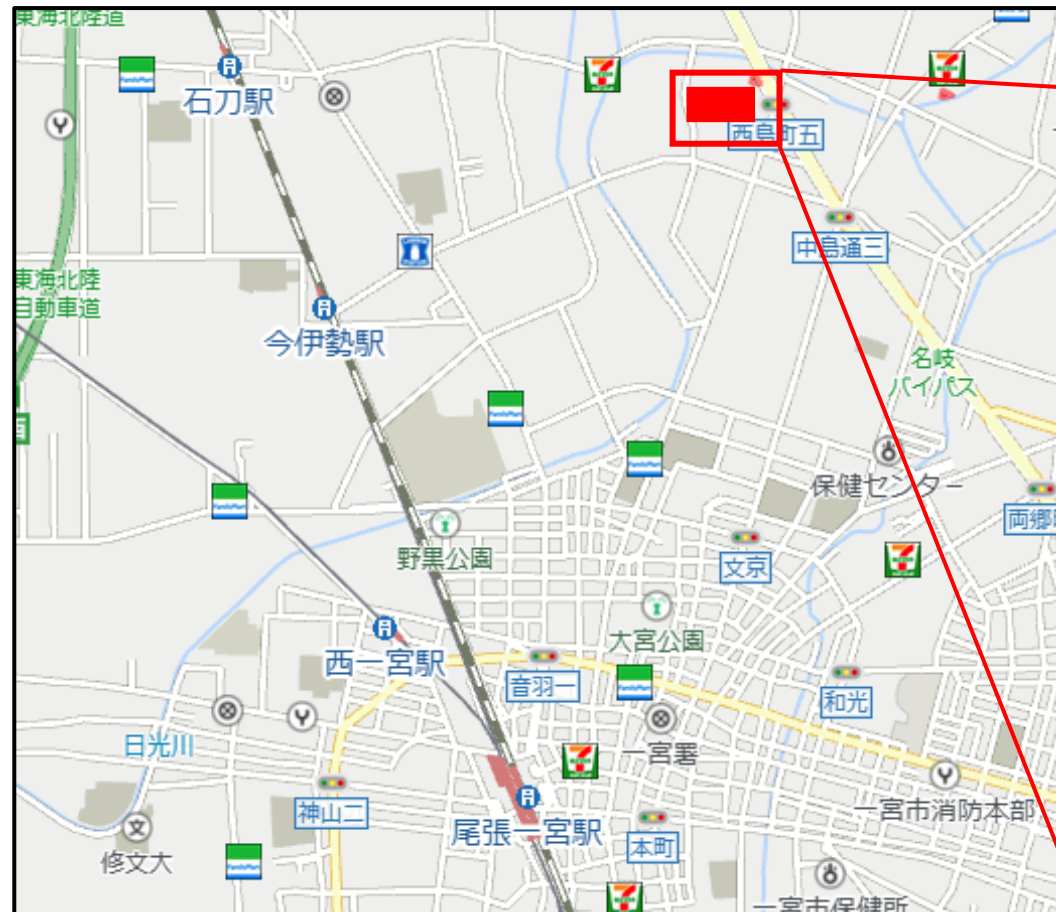 東海北陸道
石刀駅
西島町五
中島通三
東海北陸
自動車道
今伊勢駅
名岐
バイパス
FamilyMart
保健センター
野黒公園
文京
大宮公園
西一宮駅
音羽一
和光
日光川
一宮署
神山二
一宮市消防本部
尾張一宮駅
本町
修文大
一宮市保健所